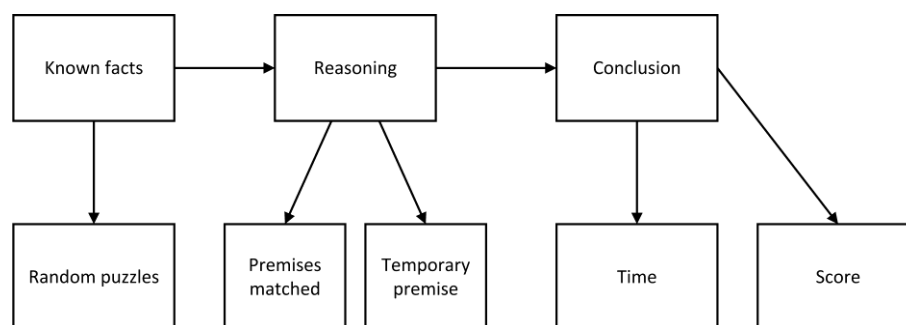 Known facts
Reasoning
Conclusion
Random puzzles
Premises
matched
Temporary
premise
Time
Score